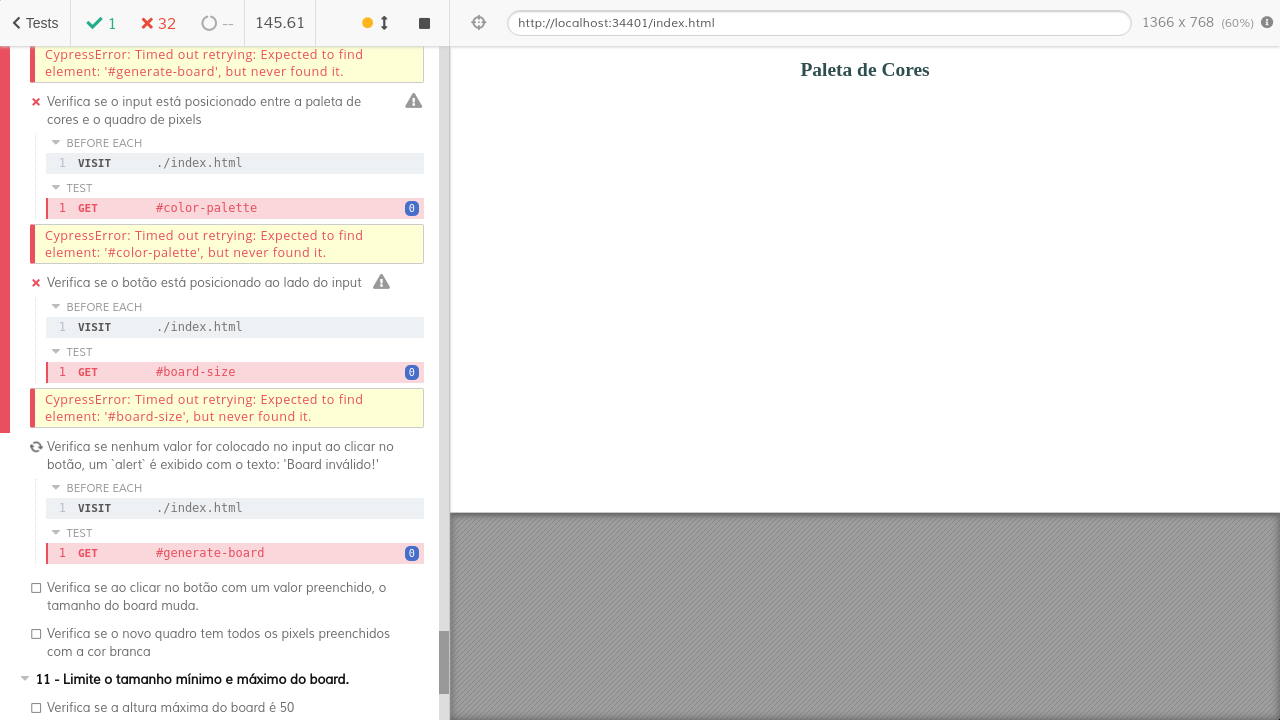 Tests
1
32
--
145.61
http://localhost:34401/index.html
1366 x 768 (60%)
CypressError: Timed out retrying: Expected to find
element: '#generate-board', but never found it.
Verifica se o input está posicionado entre a paleta de
cores e o quadro de pixels
BEFORE EACH
1 VISIT ./index.html
TEST
1 GET #color-palette 0
CypressError: Timed out retrying: Expected to find
element: '#color-palette', but never found it.
Verifica se o botão está posicionado ao lado do input
BEFORE EACH
1 VISIT ./index.html
TEST
1 GET #board-size 0
CypressError: Timed out retrying: Expected to find
element: '#board-size', but never found it.
Verifica se nenhum valor for colocado no input ao clicar no
botão, um `alert` é exibido com o texto: 'Board inválido!'
BEFORE EACH
1 VISIT ./index.html
TEST
1 GET #generate-board 0
Verifica se ao clicar no botão com um valor preenchido, o
tamanho do board muda.
Verifica se o novo quadro tem todos os pixels preenchidos
com a cor branca
11 - Limite o tamanho mínimo e máximo do board.
Verifica se a altura máxima do board é 50
Paleta de Cores